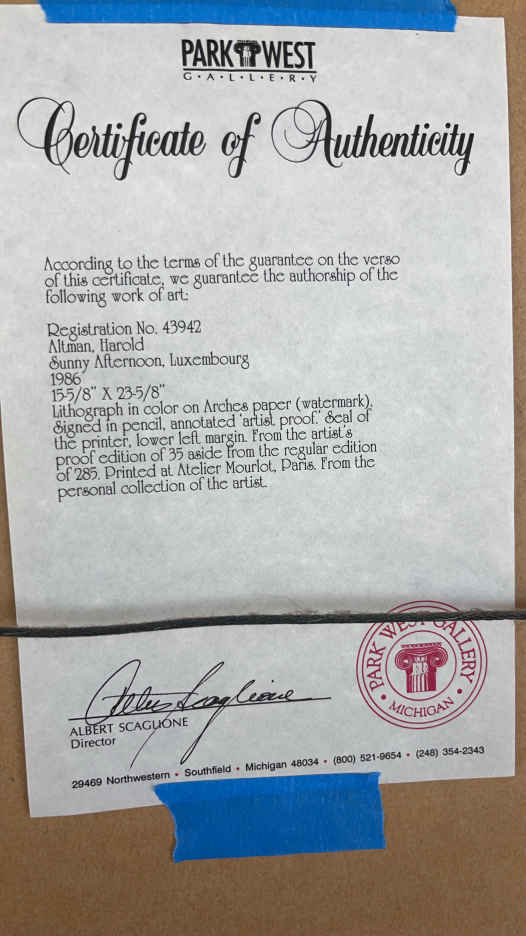 PARK WEST
G·A·L·L·E·R·Y
Certificate of Authenticity
According to the terms of the guarantee on the verso
of this certificate, we guarantee the authorship of the
following work of art:
Registration No. 43942
Altman, Harold
Sunny Afternoon, Luxembourg
1986
15-5/8" X 23-5/8"
Lithograph in color on Arches paper (watermark).
Signed in pencil, annotated 'artist proof.' Seal of
the printer, lower left margin. From the artist's
proof edition of 35 aside from the regular edition
of 285. Printed at Atelier Mourlot, Paris. From the
personal collection of the artist.
Albert Scaglione
ALBERT SCAGLIONE
Director
PARK WEST GALLERY
• MICHIGAN •
29469 Northwestern • Southfield • Michigan 48034 • (800) 521-9654 • (248) 354-2343